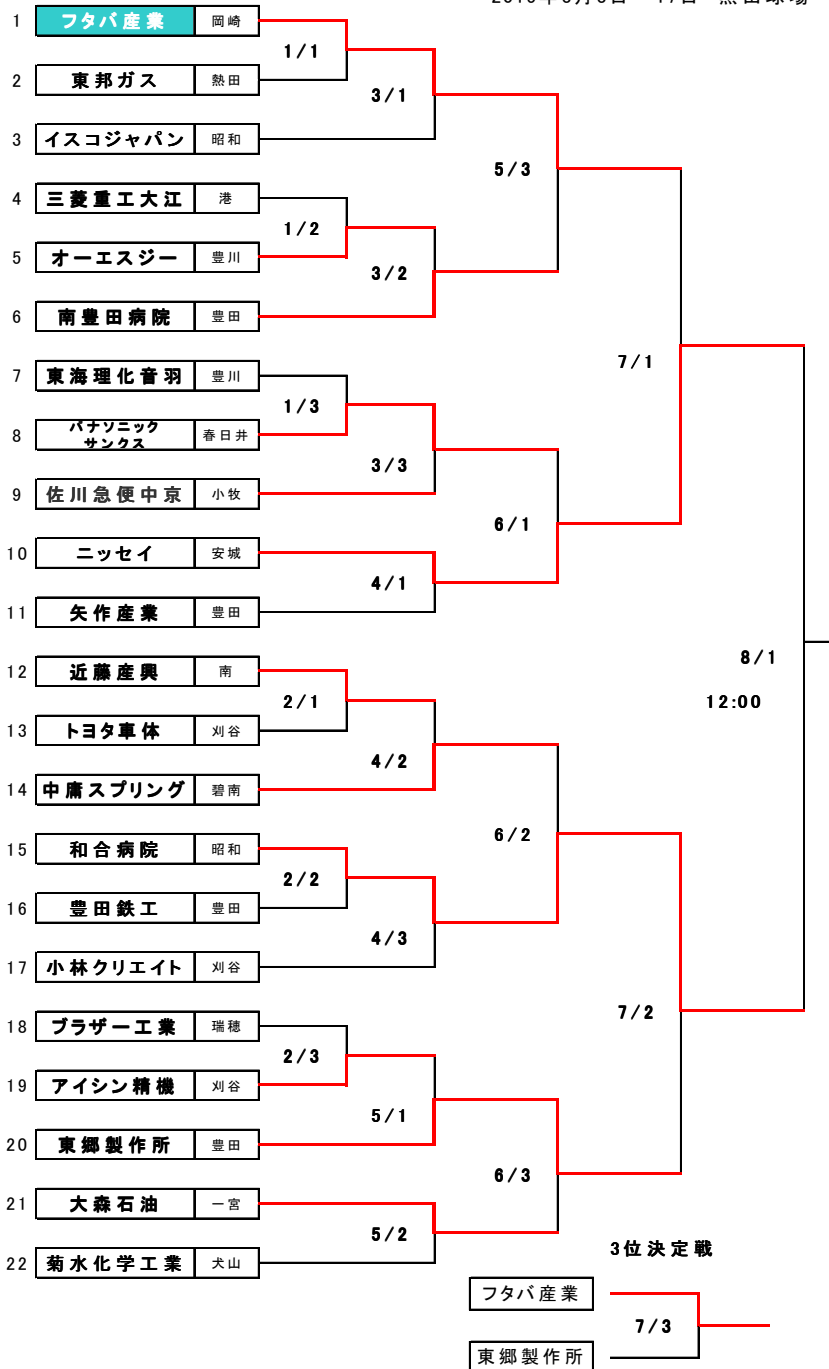 1 フタバ産業 岡崎
1/1
2 東邦ガス 熱田
3/1
3 イスコジャパン 昭和
5/3
4 三菱重工大江 港
1/2
5 オーエスジー 豊川
3/2
6 南豊田病院 豊田
7/1
7 東海理化音羽 豊川
1/3
8 パナソニック サンクス 春日井
3/3
9 佐川急便中京 小牧
6/1
10 ニッセイ 安城
4/1
11 矢作産業 豊田
8/1
12 近藤産興 南
2/1
12:00
13 トヨタ車体 刈谷
4/2
14 中庸スプリング 碧南
6/2
15 和合病院 昭和
2/2
16 豊田鉄工 豊田
4/3
17 小林クリエイト 刈谷
7/2
18 ブラザー工業 瑞穂
2/3
19 アイシン精機 刈谷
5/1
20 東郷製作所 豊田
6/3
21 大森石油 一宮
5/2
22 菊水化学工業 犬山
3位決定戦
フタバ産業
7/3
東郷製作所